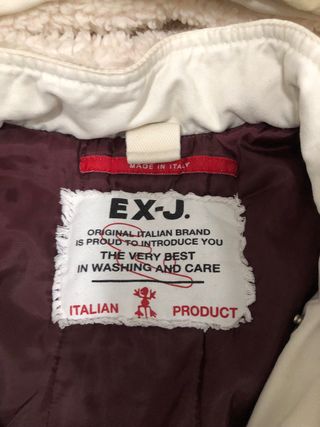 MADE IN ITALY
EX-J.
ORIGINAL ITALIAN BRAND
IS PROUD TO INTRODUCE YOU
THE VERY BEST
IN WASHING AND CARE
ITALIAN PRODUCT